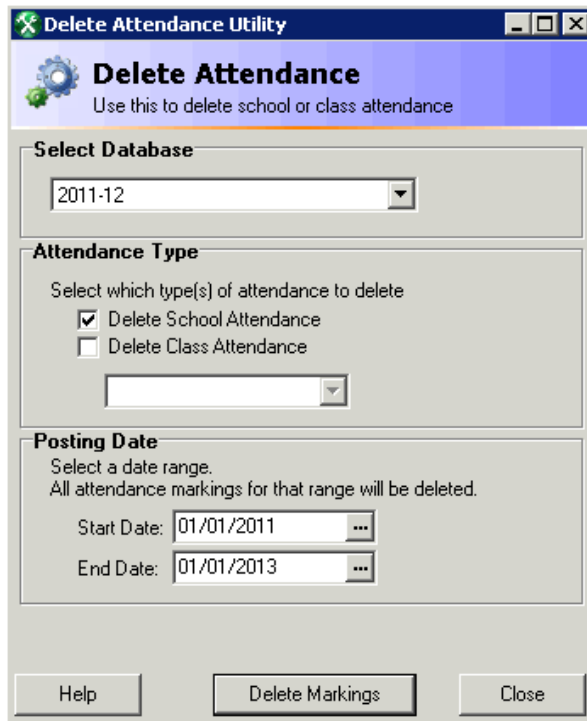 Delete Attendance Utility
Delete Attendance
Use this to delete school or class attendance
Select Database
2011-12
Attendance Type
Select which type(s) of attendance to delete
Delete School Attendance
Delete Class Attendance
Posting Date
Select a date range.
All attendance markings for that range will be deleted.
Start Date: 01/01/2011 ...
End Date: 01/01/2013 ...
Help Delete Markings Close